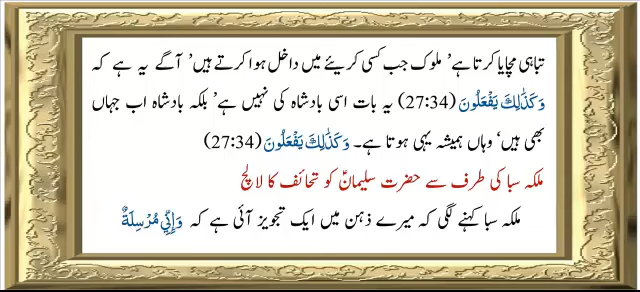 تباہی مچایا کرتا ہے’ ملوک جب کسی کریئے میں داخل ہوا کرتے ہیں’ آگے یہ ہے کہ
وَكَذٰلِكَ يَفْعَلُونَ (27:34) یہ بات اسی بادشاہ کی نہیں ہے’ بلکہ بادشاہ اب جہاں
بھی ہیں‘ وہاں ہمیشہ یہی ہوتا ہے۔ وَكَذٰلِكَ يَفْعَلُونَ (27:34)
ملکہ سبا کی طرف سے حضرت سلیمانؑ کو تحائف کا لالچ
ملکہ سبا کہنے لگی کہ میرے ذہن میں ایک تجویز آئی ہے کہ وَاِنِّي مُرْسِلَةٌ